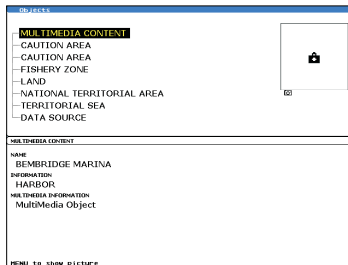 Objects
MULTIMEDIA CONTENT
CAUTION AREA
CAUTION AREA
FISHERY ZONE
LAND
NATIONAL TERRITORIAL AREA
TERRITORIAL SEA
DATA SOURCE
MULTIMEDIA CONTENT
NAME
BEMBRIDGE MARINA
INFORMATION
HARBOR
MULTIMEDIA INFORMATION
MultiMedia Object
MENU to show picture